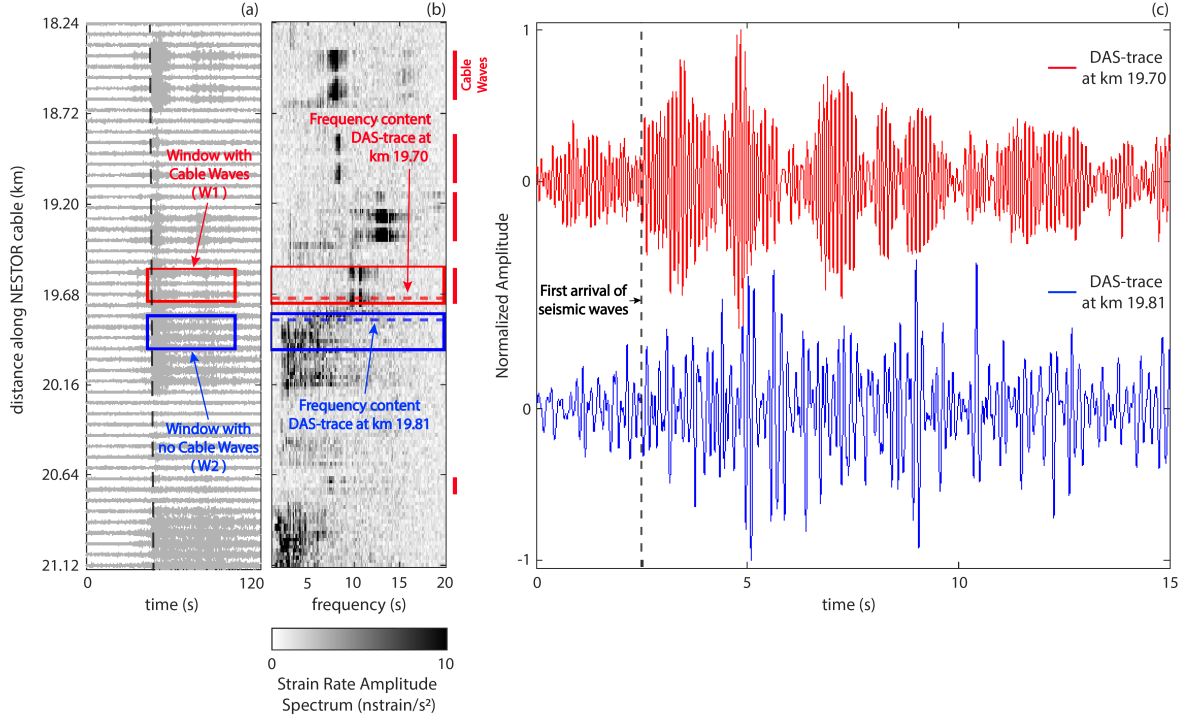 (a)
(b)
(c)
18.24
18.72
19.20
19.68
20.16
20.64
21.12
distance along NESTOR cable (km)
Window with
Cable Waves
( W1 )
Window with
no Cable Waves
( W2 )
0
120
time (s)
Cable
Waves
Frequency content
DAS-trace at
km 19.70
Frequency content
DAS-trace at km 19.81
5
10
15
20
frequency (s)
0
10
Strain Rate Amplitude
Spectrum (nstrain/s²)
1
0
0
-1
Normalized Amplitude
DAS-trace
at km 19.70
First arrival of
seismic waves
DAS-trace
at km 19.81
0
5
10
15
time (s)